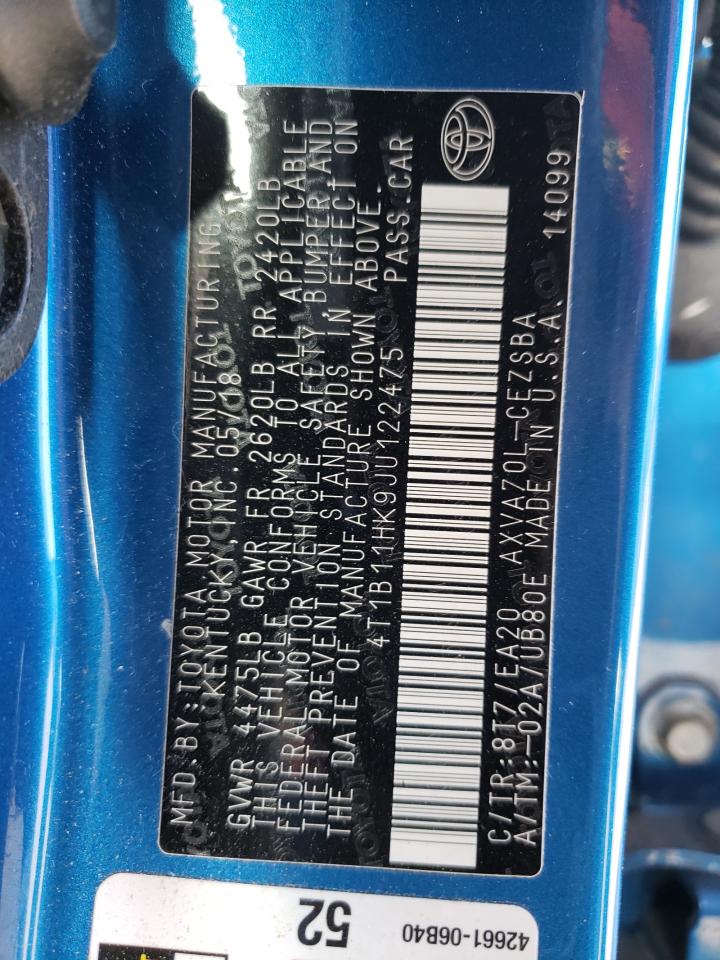 MFD.BY:TOYOTA MOTOR MANUFACTURING
KENTUCKY, INC. 05/18
GVWR 4475LB GAWR FR 2620LB RR 2420LB
THIS VEHICLE CONFORMS TO ALL APPLICABLE
FEDERAL MOTOR VEHICLE SAFETY, BUMPER AND
THEFT PREVENTION STANDARDS IN EFFECT ON
THE DATE OF MANUFACTURE SHOWN ABOVE.
4T1B11HK9JU122475 PASS.CAR
C/TR:8T7/EA20 AXVA70L-CEZSBA 14099
A/TM:-02A/UB80E MADE IN U.S.A.
52
42661-06B40